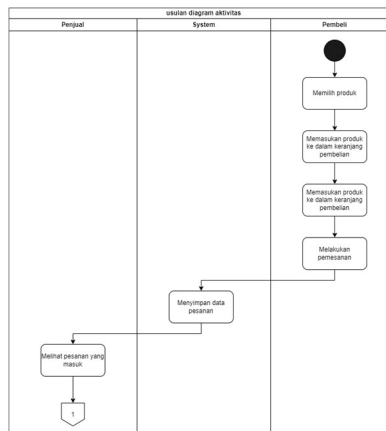 usulan diagram aktivitas
Penjual
System
Pembeli
Memilih produk
Memasukan produk
ke dalam keranjang
pembelian
Memasukan produk
ke dalam keranjang
pembelian
Melakukan
pemesanan
Menyimpan data
pesanan
Melihat pesanan yang
masuk
1